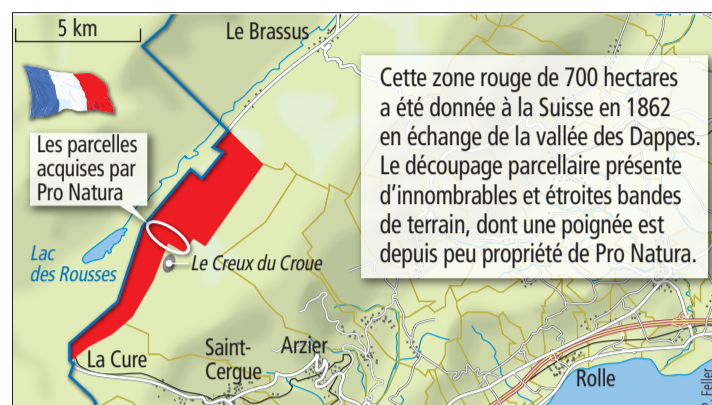 5 km
Le Brassus
Cette zone rouge de 700 hectares
a été donnée à la Suisse en 1862
en échange de la vallée des Dappes.
Le découpage parcellaire présente
d'innombrables et étroites bandes
de terrain, dont une poignée est
depuis peu propriété de Pro Natura.
Les parcelles
acquises par
Pro Natura
Lac
des Rousses
Le Creux du Croue
La Cure
Saint-
Cergue
Arzier
Rolle
P. Feller